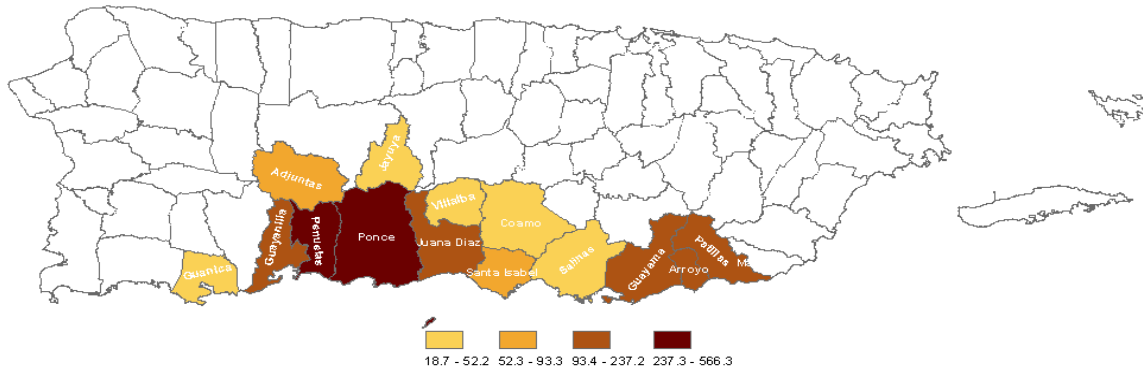 Jayuya
Adjuntas
Villalba
Guayanilla
Penuelas
Ponce
Juana Diaz
Coamo
Guanica
Santa Isabel
Salinas
Guayama
Patillas
Arroyo
18.7 - 52.2 52.3 - 93.3 93.4 - 237.2 237.3 - 566.3